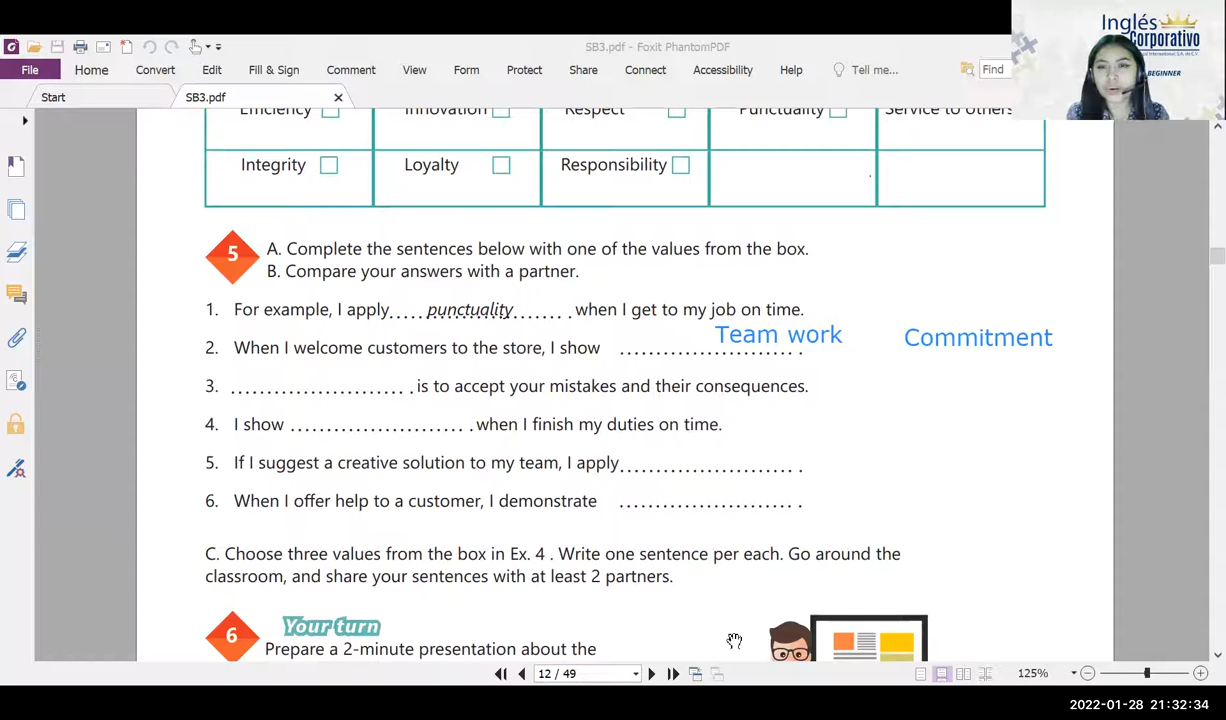 SB3.pdf - Foxit PhantomPDF
File Home Convert Edit Fill & Sign Comment View Form Protect Share Connect Accessibility Help Tell me... Find
Start SB3.pdf
Inglés
Corporativo
BEGINNER
Efficiency Innovation Respect Punctuality Service to others
Integrity Loyalty Responsibility
5 A. Complete the sentences below with one of the values from the box.
B. Compare your answers with a partner.
1. For example, I apply ..... punctuality ........ when I get to my job on time.
Team work Commitment
2. When I welcome customers to the store, I show ........................ .
3. ........................ . is to accept your mistakes and their consequences.
4. I show ........................ . when I finish my duties on time.
5. If I suggest a creative solution to my team, I apply ........................ .
6. When I offer help to a customer, I demonstrate ........................ .
C. Choose three values from the box in Ex. 4 . Write one sentence per each. Go around the
classroom, and share your sentences with at least 2 partners.
6 Your turn
Prepare a 2-minute presentation about the
12 / 49 125%
2022-01-28 21:32:34